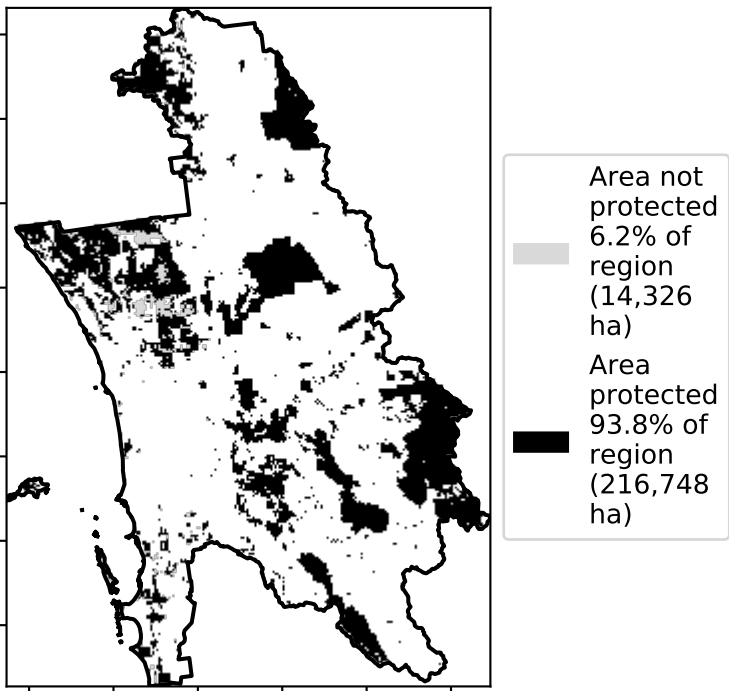 Area not
protected
6.2% of
region
(14,326
ha)
Area
protected
93.8% of
region
(216,748
ha)